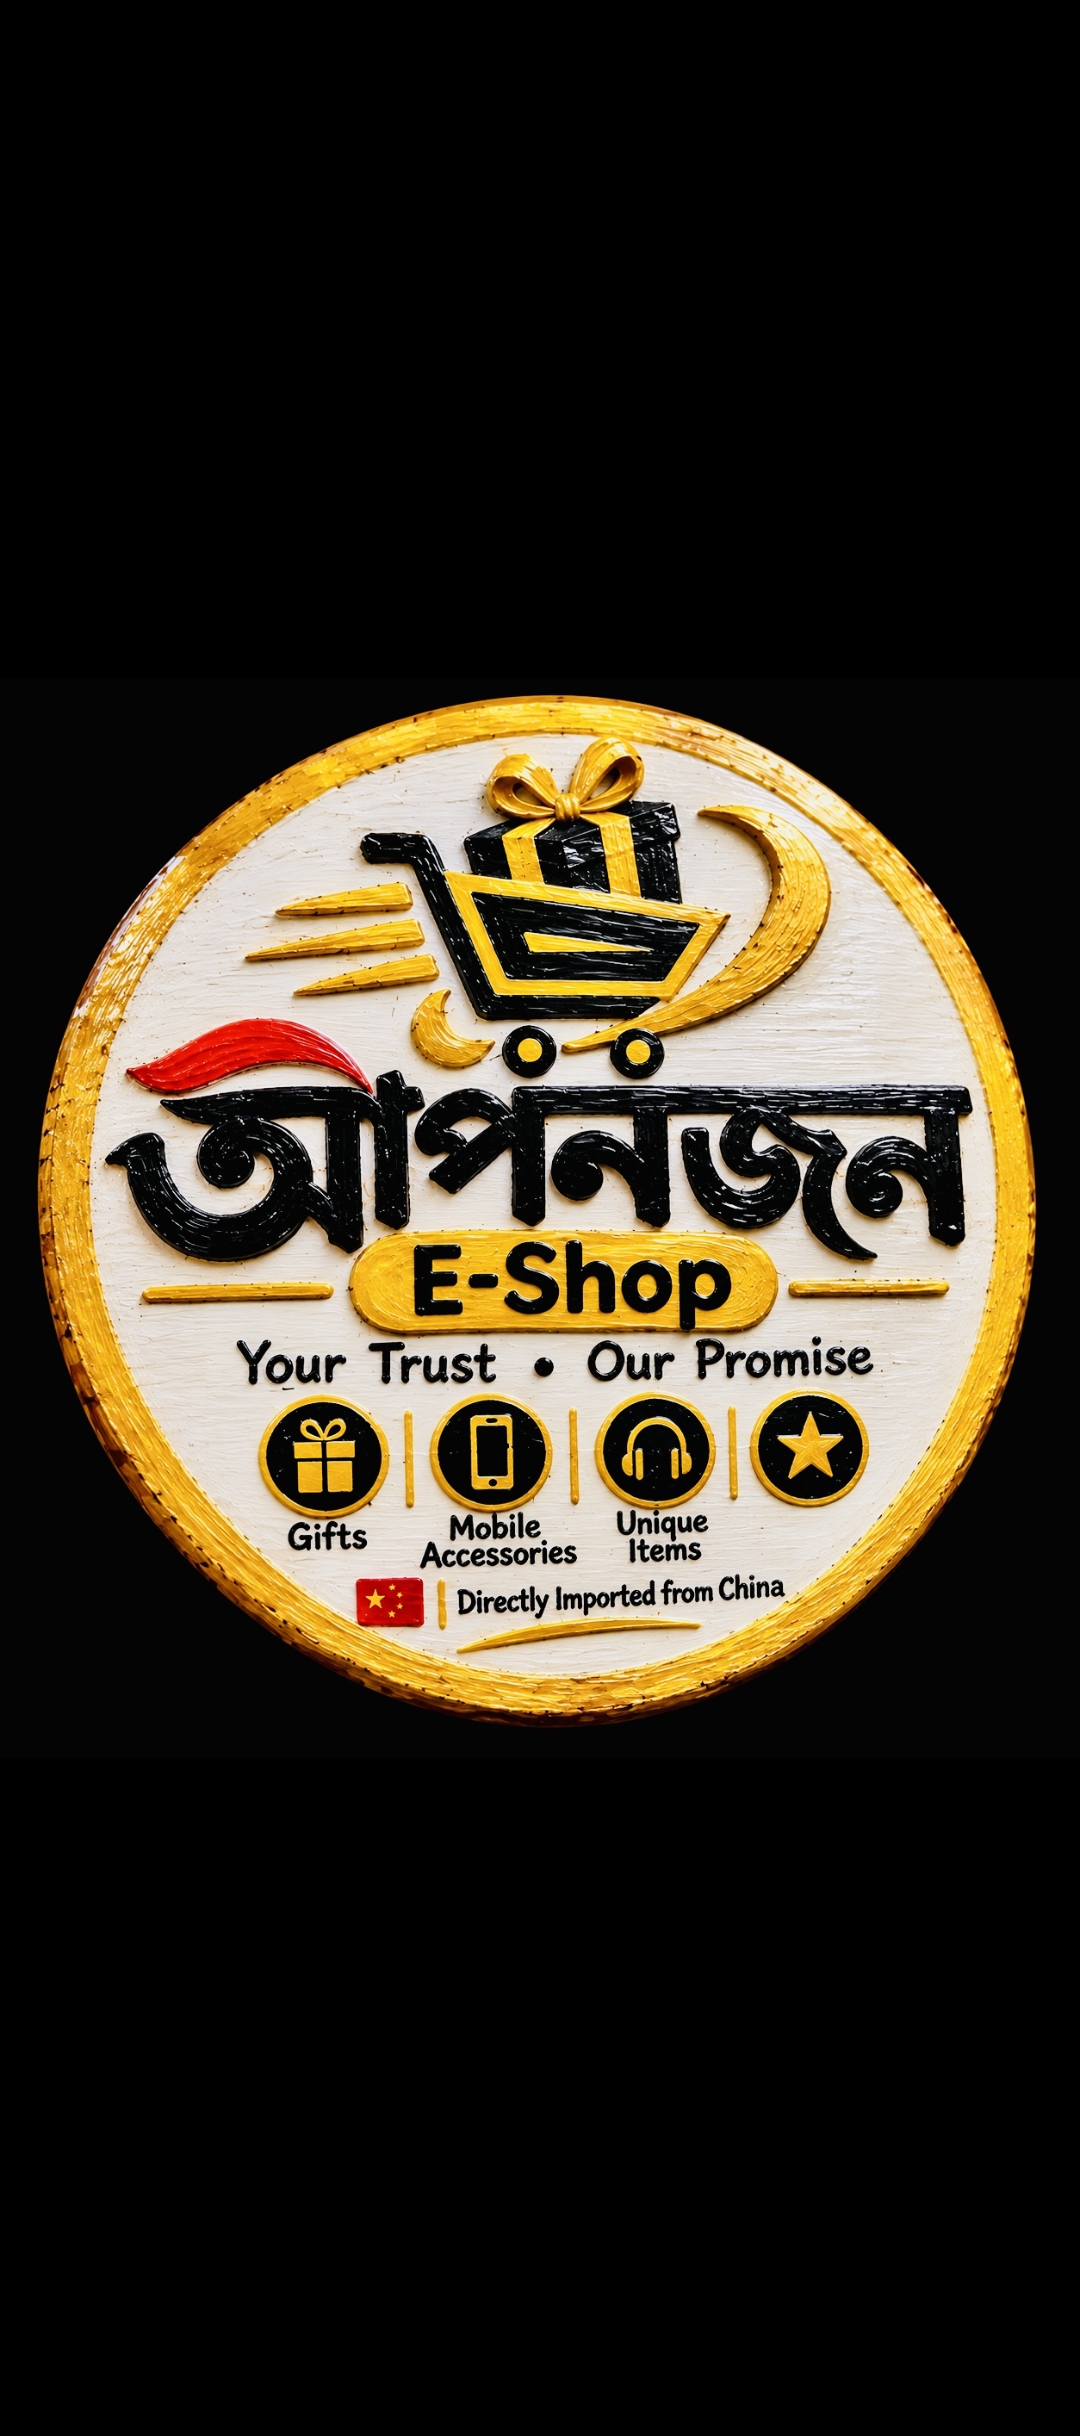 আপনজন
E-Shop
Your Trust • Our Promise
Gifts
Mobile Accessories
Unique Items
Directly Imported from China